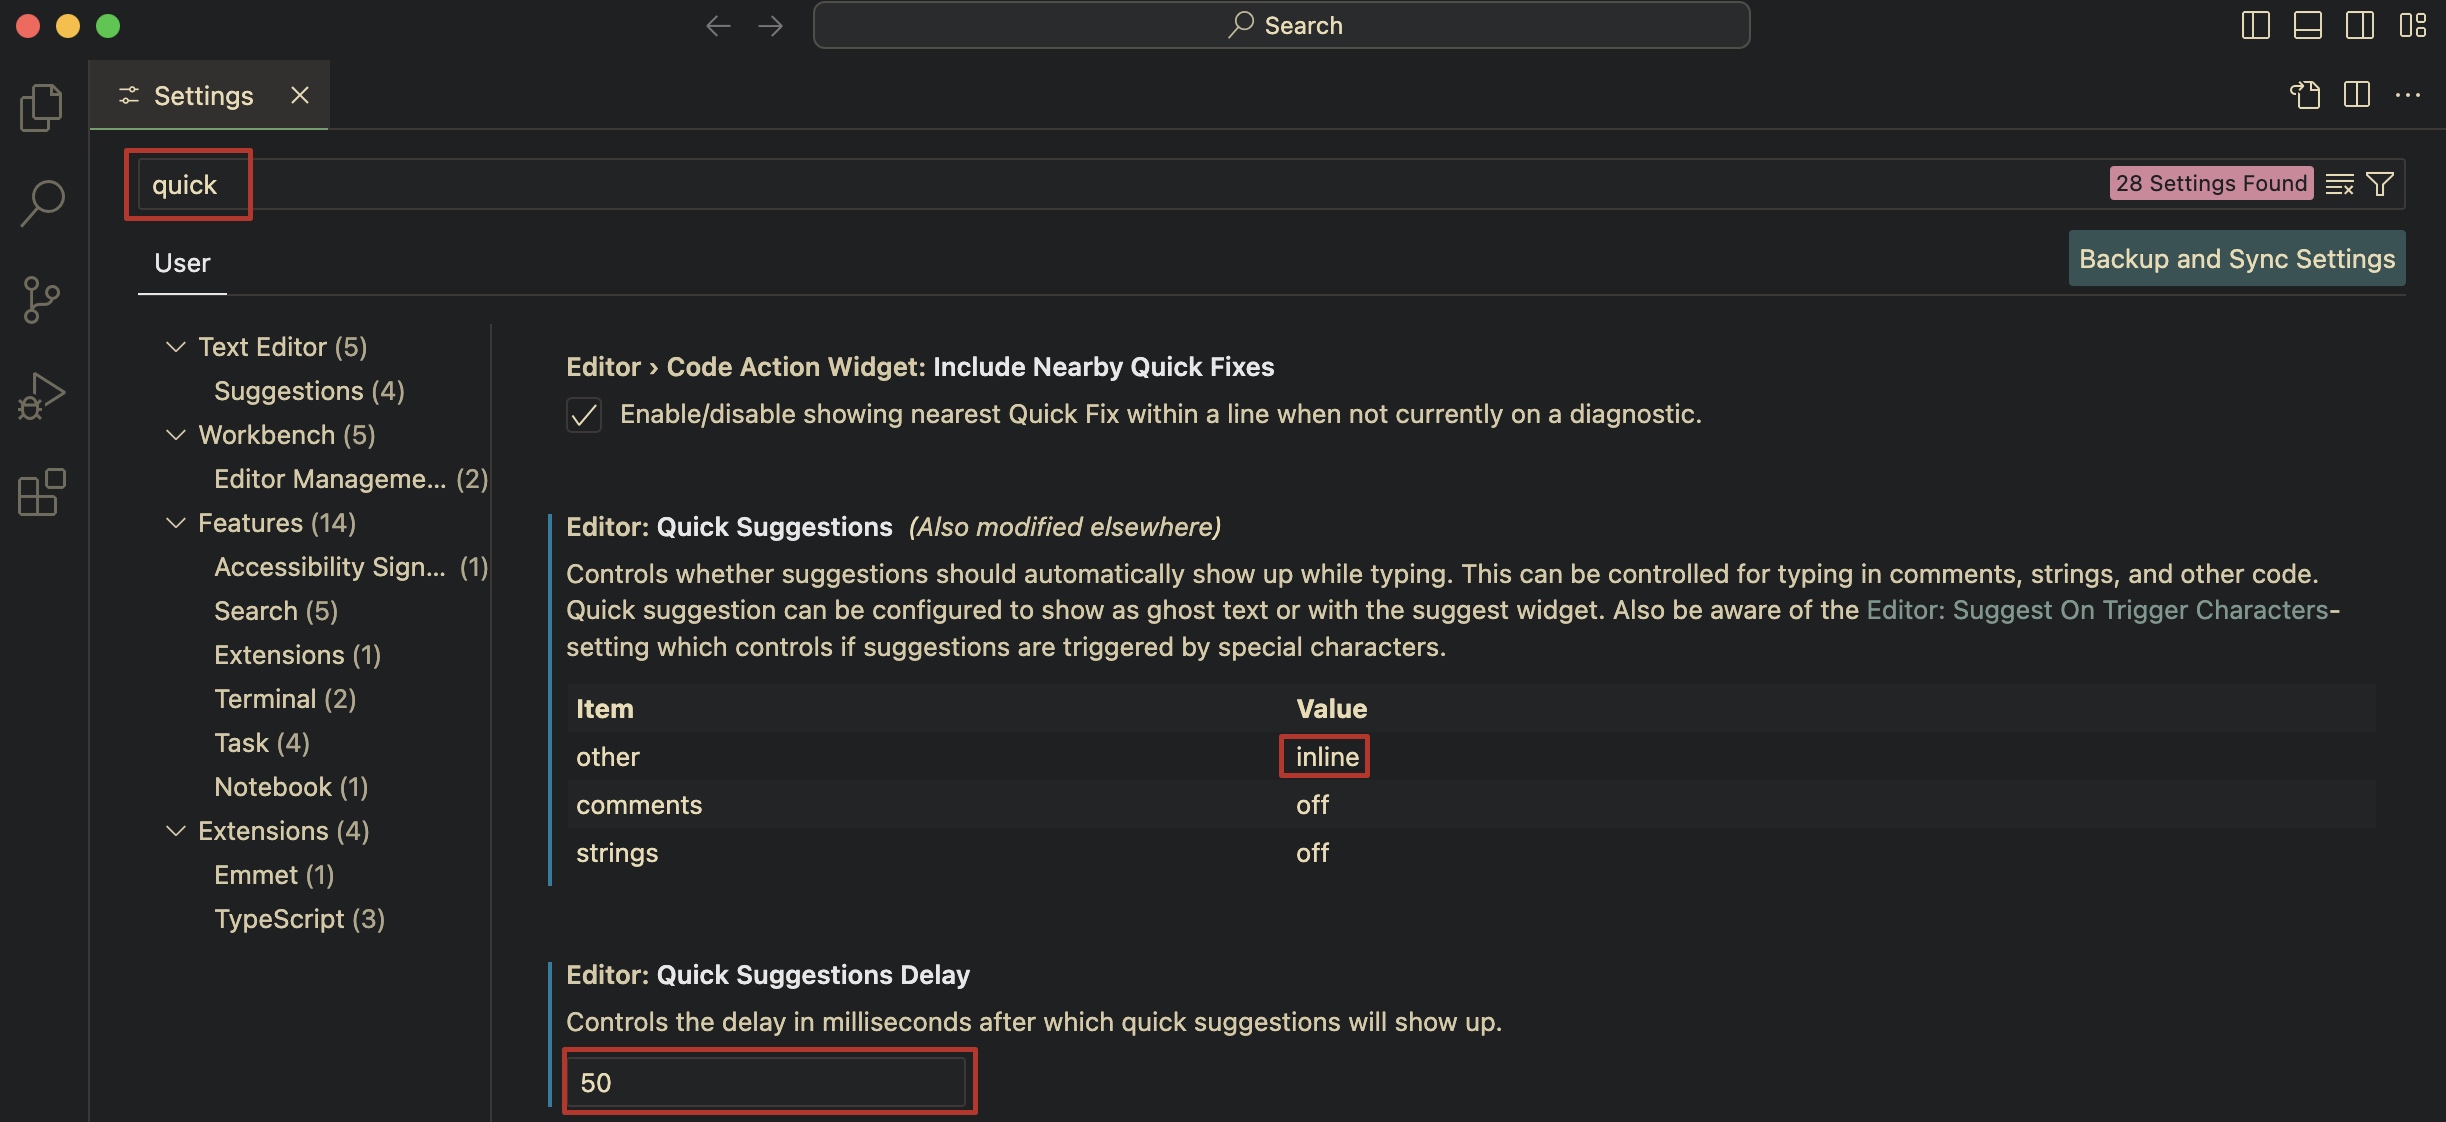 Search
Settings
quick
28 Settings Found
User
Backup and Sync Settings
Text Editor (5)
Suggestions (4)
Workbench (5)
Editor Manageme... (2)
Features (14)
Accessibility Sign... (1)
Search (5)
Extensions (1)
Terminal (2)
Task (4)
Notebook (1)
Extensions (4)
Emmet (1)
TypeScript (3)
Editor › Code Action Widget: Include Nearby Quick Fixes
Enable/disable showing nearest Quick Fix within a line when not currently on a diagnostic.
Editor: Quick Suggestions (Also modified elsewhere)
Controls whether suggestions should automatically show up while typing. This can be controlled for typing in comments, strings, and other code.
Quick suggestion can be configured to show as ghost text or with the suggest widget. Also be aware of the Editor: Suggest On Trigger Characters-
setting which controls if suggestions are triggered by special characters.
Item Value
other inline
comments off
strings off
Editor: Quick Suggestions Delay
Controls the delay in milliseconds after which quick suggestions will show up.
50